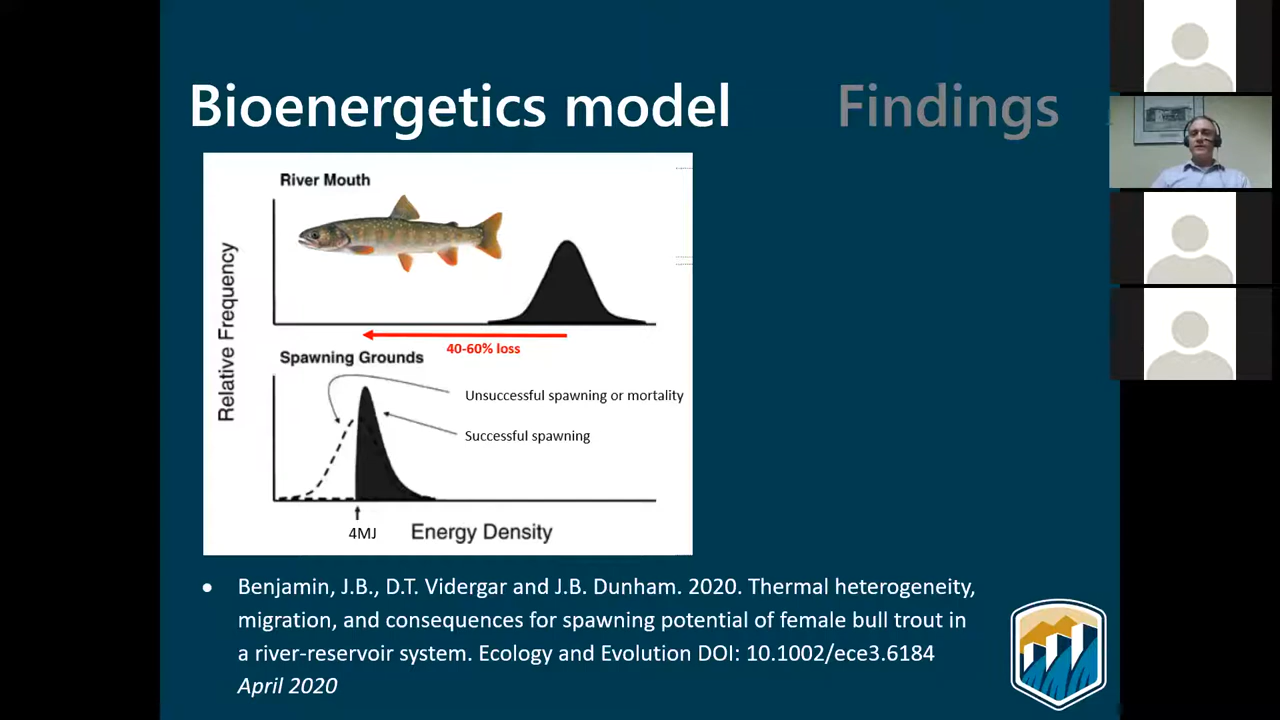 Bioenergetics model
Findings
River Mouth
Relative Frequency
40-60% loss
Spawning Grounds
Relative Frequency
Unsuccessful spawning or mortality
Successful spawning
4MJ
Energy Density
• Benjamin, J.B., D.T. Vidergar and J.B. Dunham. 2020. Thermal heterogeneity,
migration, and consequences for spawning potential of female bull trout in
a river-reservoir system. Ecology and Evolution DOI: 10.1002/ece3.6184
April 2020